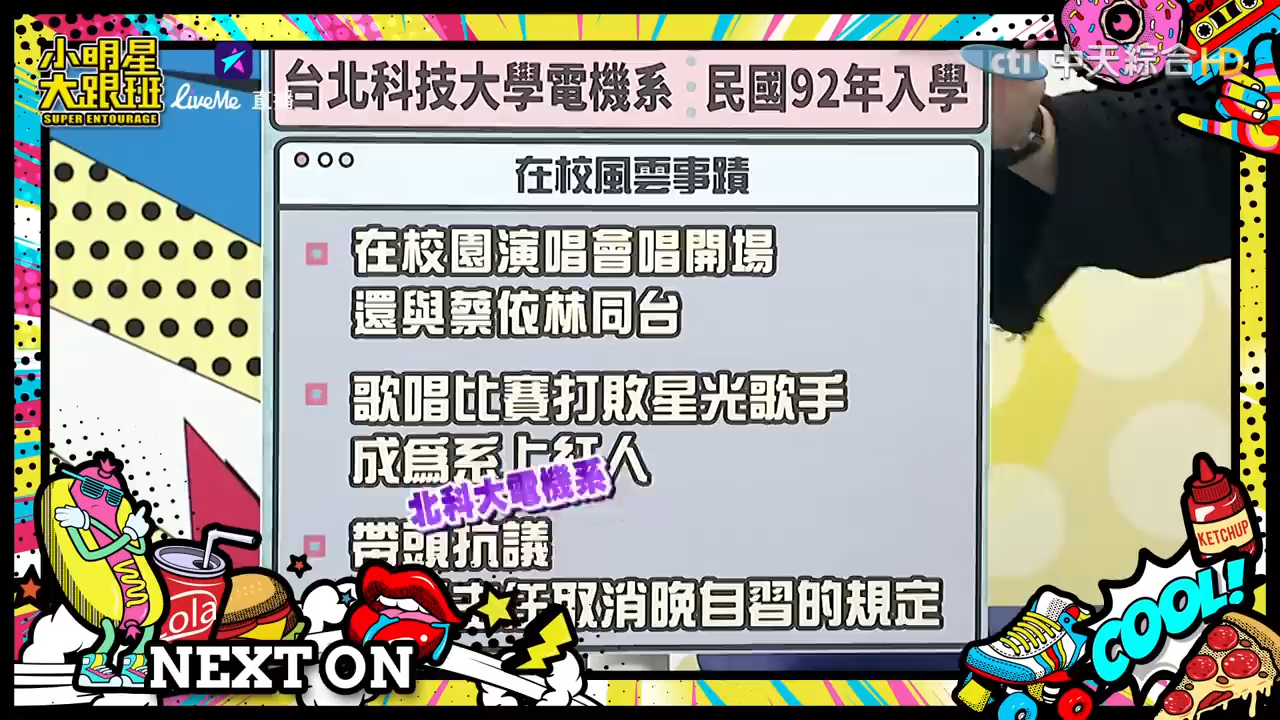 小明星
大跟班
SUPER ENTOURAGE
LiveMe 直播
cti 中天綜合HD
台北科技大學電機系：民國92年入學
在校風雲事蹟
在校園演唱會唱開場
還與蔡依林同台
歌唱比賽打敗星光歌手
成為系上紅人
北科大電機系
帶頭抗議
取消晚自習的規定
NEXT ON
Cola
KETCHUP
COOL!